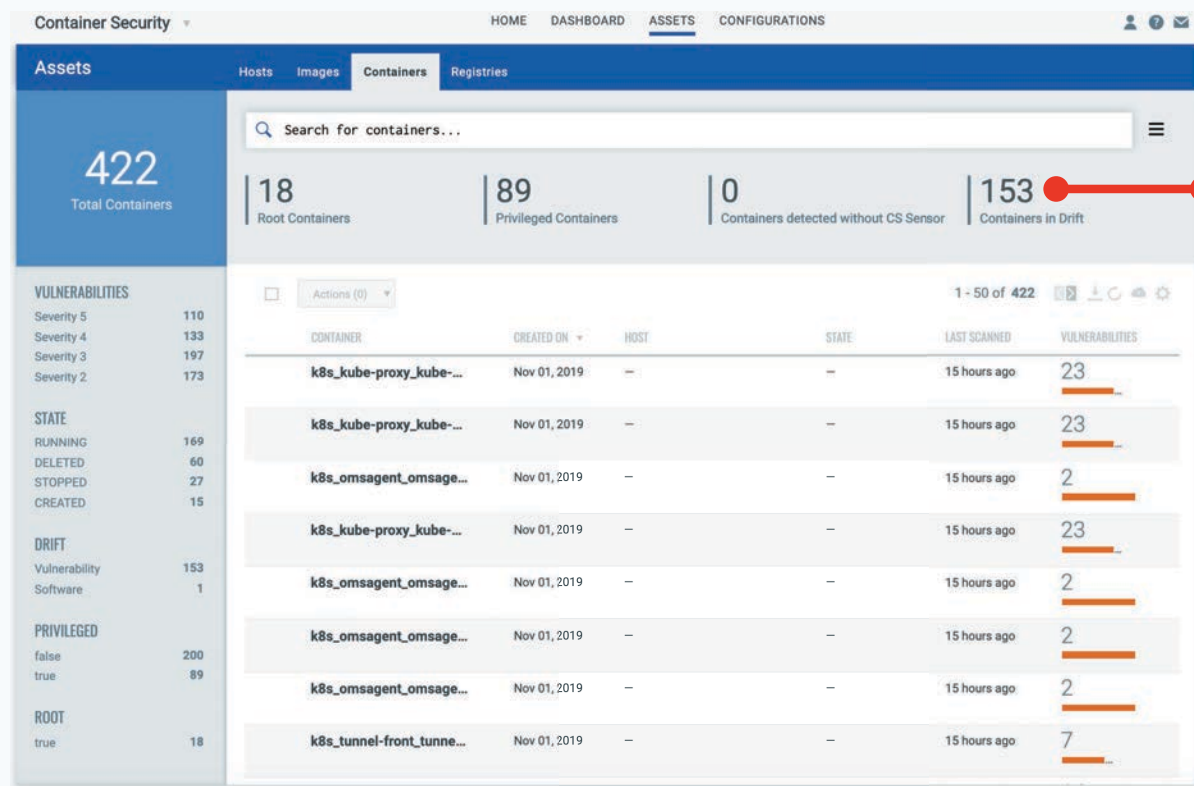 Container Security
HOME DASHBOARD ASSETS CONFIGURATIONS
Assets
Hosts Images Containers Registries
422
Total Containers
Search for containers...
18
Root Containers
89
Privileged Containers
0
Containers detected without CS Sensor
153
Containers in Drift
VULNERABILITIES
Severity 5 110
Severity 4 133
Severity 3 197
Severity 2 173
STATE
RUNNING 169
DELETED 60
STOPPED 27
CREATED 15
DRIFT
Vulnerability 153
Software 1
PRIVILEGED
false 200
true 89
ROOT
true 18
Actions (0)
1 - 50 of 422
CONTAINER CREATED ON HOST STATE LAST SCANNED VULNERABILITIES
k8s_kube-proxy_kube-... Nov 01, 2019 – – 15 hours ago 23
k8s_kube-proxy_kube-... Nov 01, 2019 – – 15 hours ago 23
k8s_omsagent_omsage... Nov 01, 2019 – – 15 hours ago 2
k8s_kube-proxy_kube-... Nov 01, 2019 – – 15 hours ago 23
k8s_omsagent_omsage... Nov 01, 2019 – – 15 hours ago 2
k8s_omsagent_omsage... Nov 01, 2019 – – 15 hours ago 2
k8s_omsagent_omsage... Nov 01, 2019 – – 15 hours ago 2
k8s_tunnel-front_tunne... Nov 01, 2019 – – 15 hours ago 7